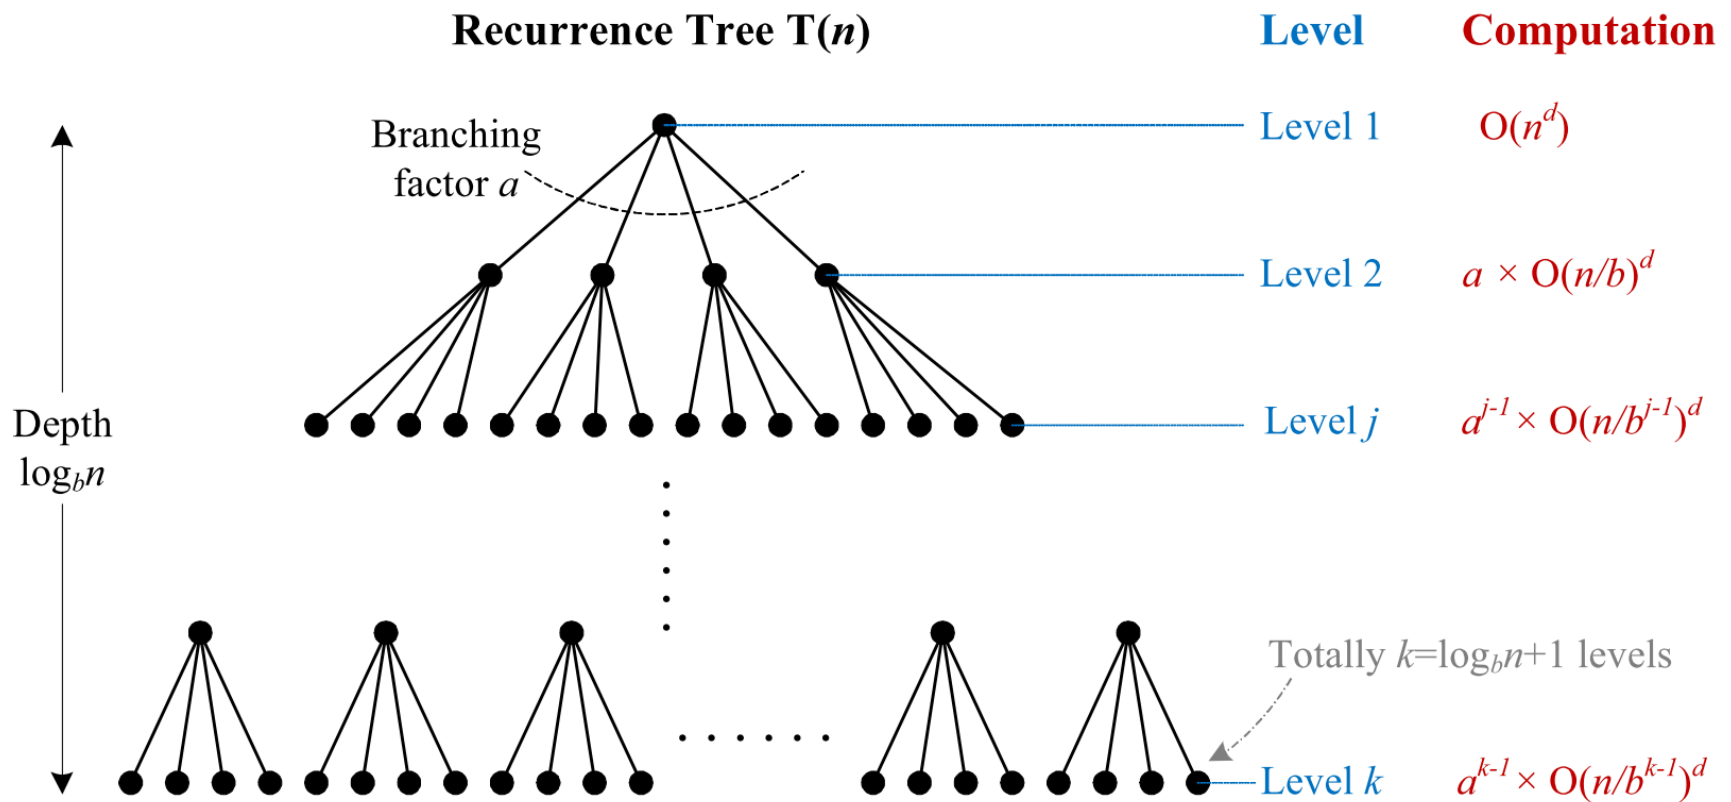 Recurrence Tree T(n) Level Computation
Branching
factor a
Level 1 O(n^d)
Level 2 a × O(n/b)^d
Depth
log_b n
Level j a^{j-1} × O(n/b^{j-1})^d
Totally k=log_b n+1 levels
Level k a^{k-1} × O(n/b^{k-1})^d